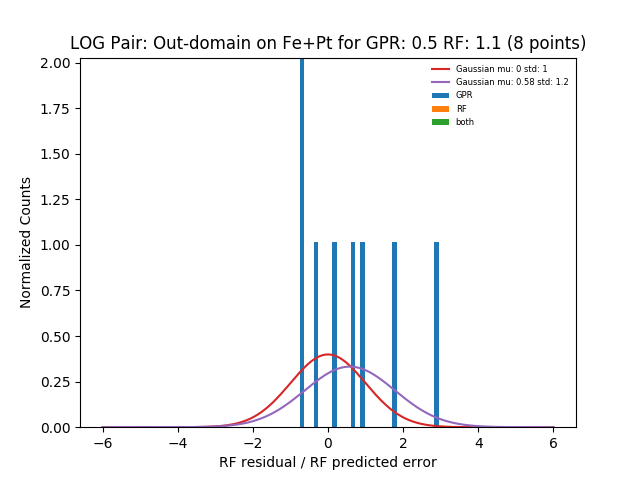 LOG Pair: Out-domain on Fe+Pt for GPR: 0.5 RF: 1.1 (8 points)
Gaussian mu: 0 std: 1
Gaussian mu: 0.58 std: 1.2
GPR
RF
both
Normalized Counts
2.00
1.75
1.50
1.25
1.00
0.75
0.50
0.25
0.00
−6 −4 −2 0 2 4 6
RF residual / RF predicted error